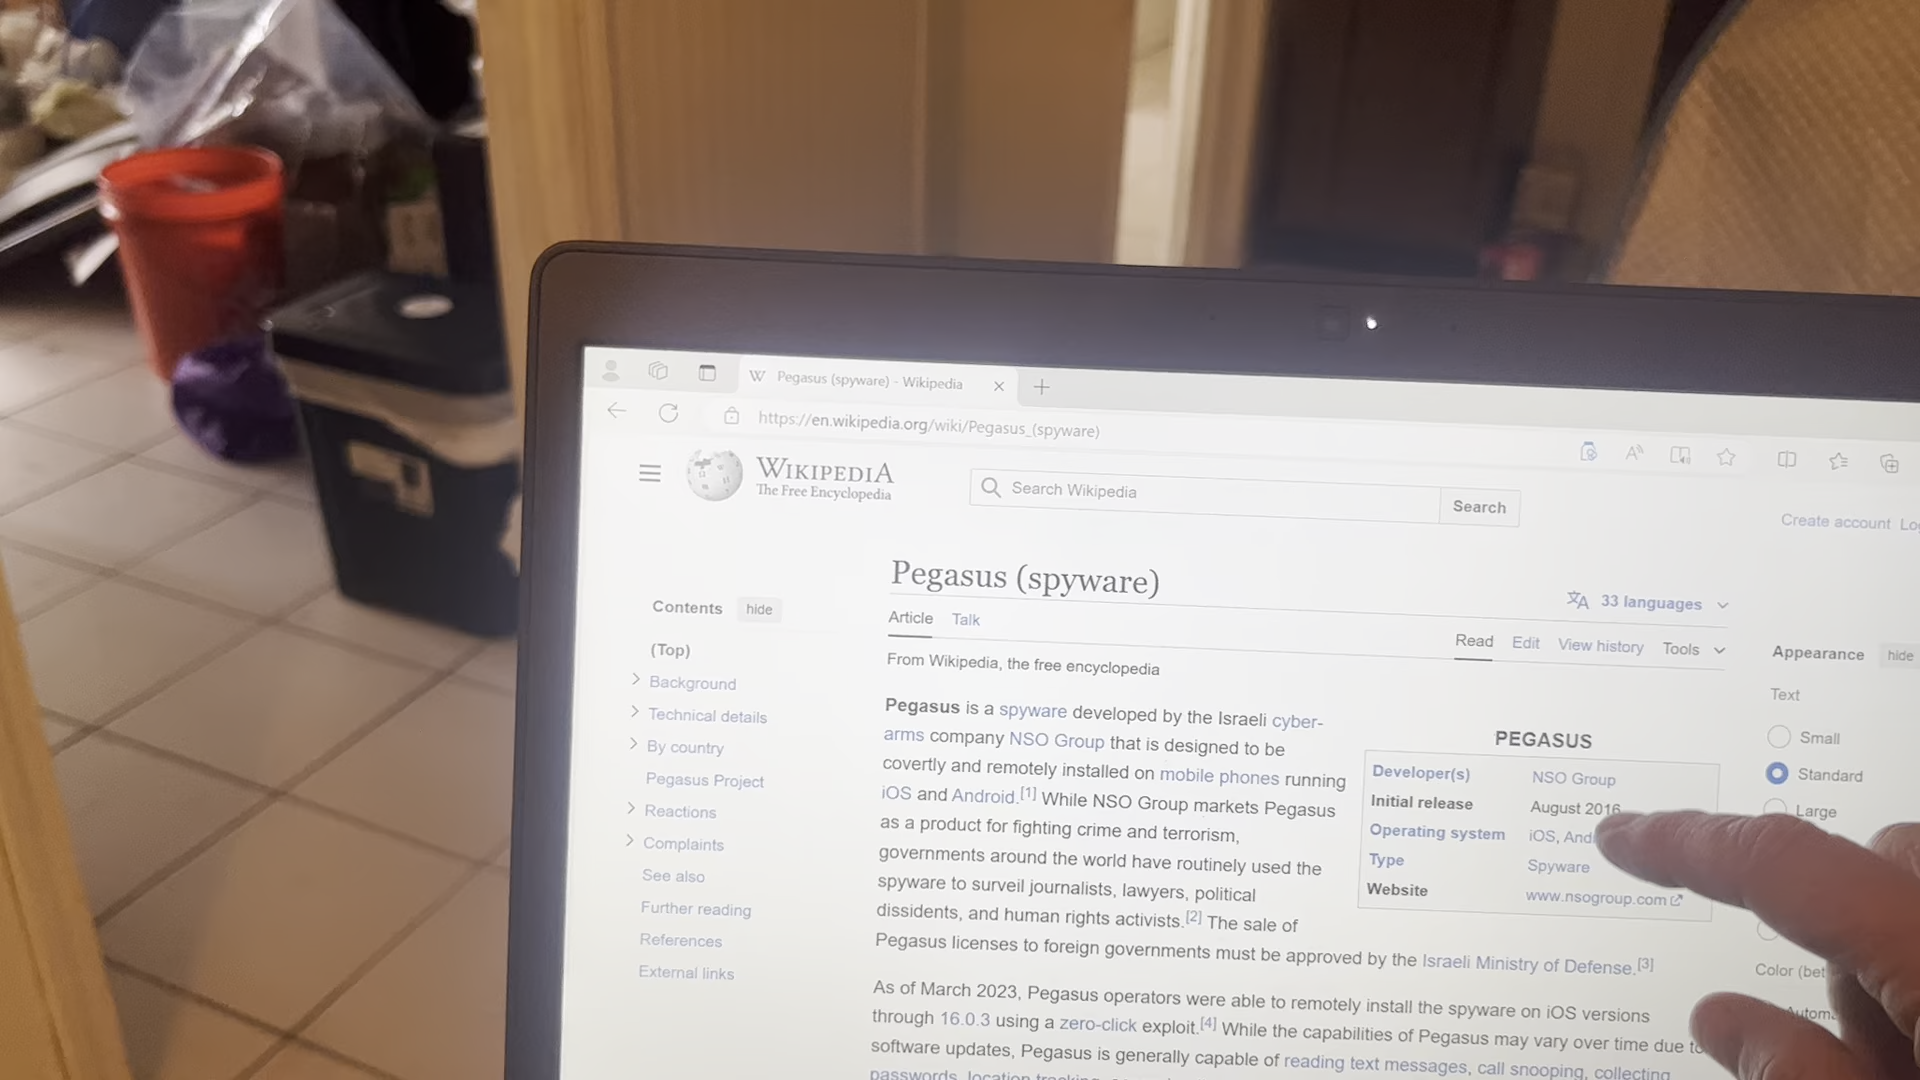 Pegasus (spyware) - Wikipedia
https://en.wikipedia.org/wiki/Pegasus_(spyware)
WIKIPEDIA
The Free Encyclopedia
Search Wikipedia
Search
Create account
Pegasus (spyware)
33 languages
Contents
hide
Article
Talk
Read
Edit
View history
Tools
Appearance
hide
(Top)
Background
Technical details
By country
Pegasus Project
Reactions
Complaints
See also
Further reading
References
External links
From Wikipedia, the free encyclopedia
Pegasus is a spyware developed by the Israeli cyber-
arms company NSO Group that is designed to be
covertly and remotely installed on mobile phones running
iOS and Android.[1] While NSO Group markets Pegasus
as a product for fighting crime and terrorism,
governments around the world have routinely used the
spyware to surveil journalists, lawyers, political
dissidents, and human rights activists.[2] The sale of
Pegasus licenses to foreign governments must be approved by the Israeli Ministry of Defense.[3]
As of March 2023, Pegasus operators were able to remotely install the spyware on iOS versions
through 16.0.3 using a zero-click exploit.[4] While the capabilities of Pegasus may vary over time due to
software updates, Pegasus is generally capable of reading text messages, call snooping, collecting
passwords, location
PEGASUS
Developer(s) NSO Group
Initial release August 2016
Operating system iOS,
Type Spyware
Website www.nsogroup.com
Text
Small
Standard
Large
Color